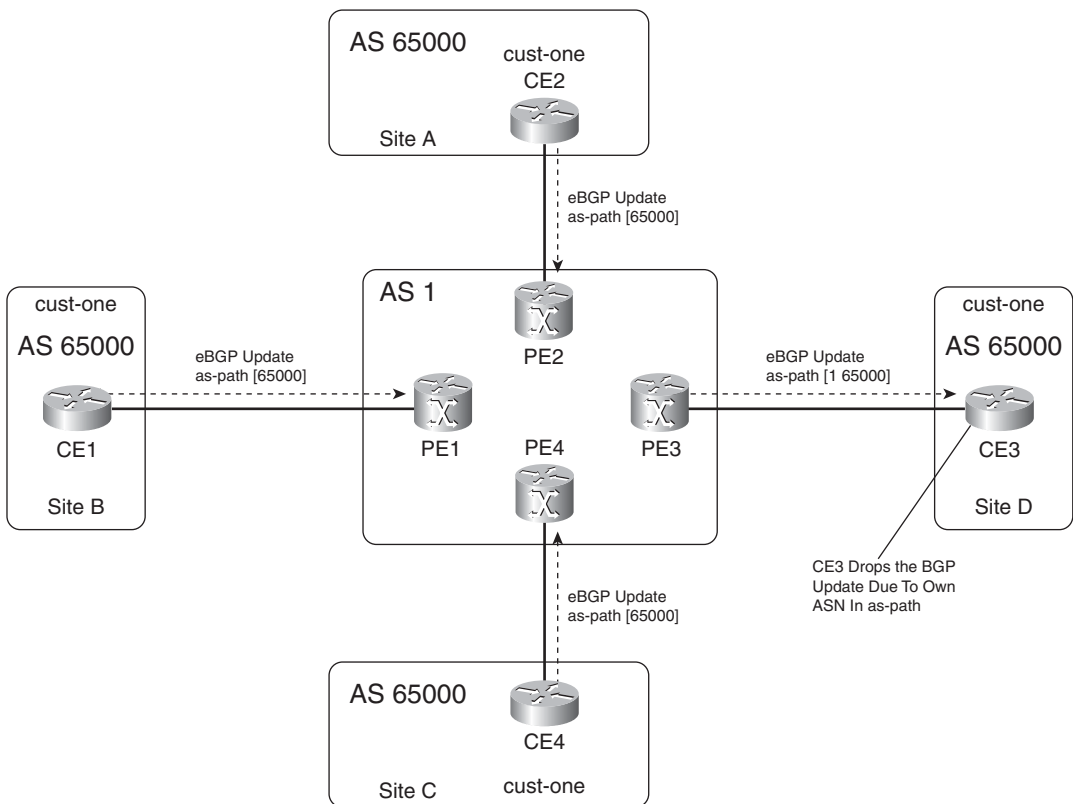 AS 65000
cust-one
CE2
Site A
eBGP Update
as-path [65000]
AS 1
PE2
cust-one
AS 65000
CE1
Site B
eBGP Update
as-path [65000]
PE1
PE4
PE3
eBGP Update
as-path [1 65000]
cust-one
AS 65000
CE3
Site D
CE3 Drops the BGP
Update Due To Own
ASN In as-path
eBGP Update
as-path [65000]
AS 65000
CE4
Site C
cust-one